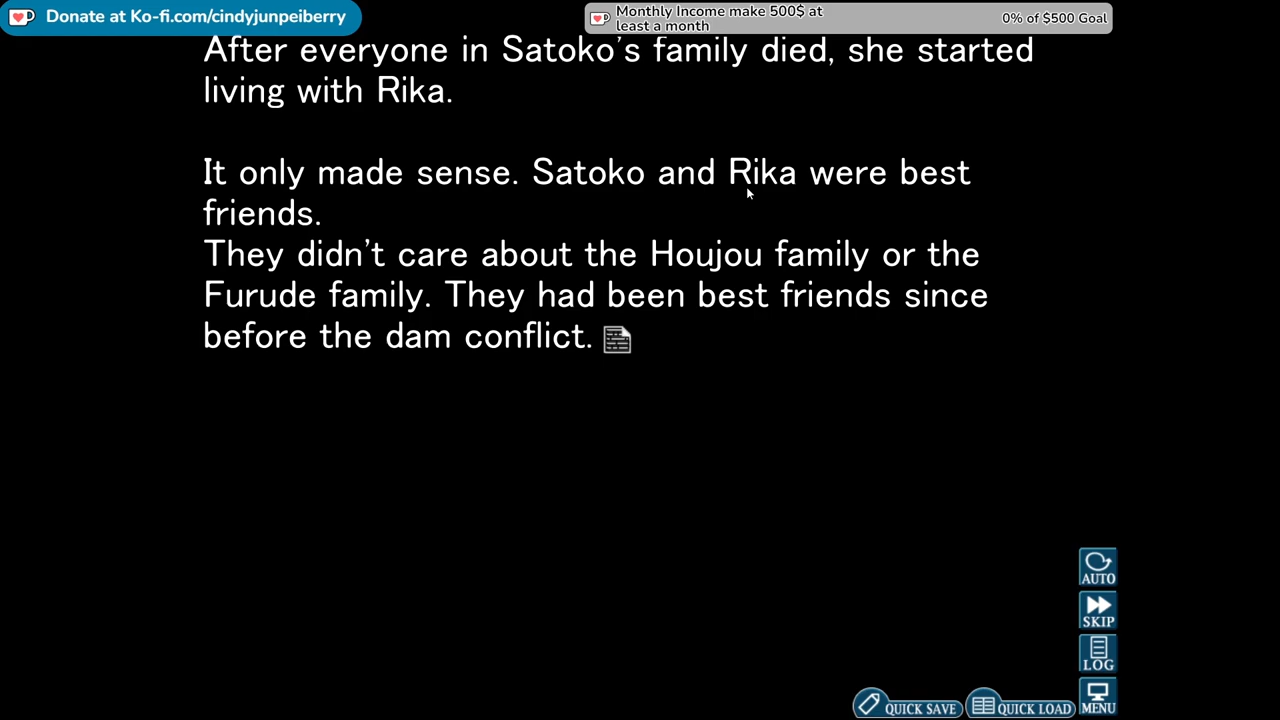 Donate at Ko-fi.com/cindyjunpeiberry
Monthly Income make 500$ at
least a month
0% of $500 Goal
After everyone in Satoko's family died, she started
living with Rika.
It only made sense. Satoko and Rika were best
friends.
They didn't care about the Houjou family or the
Furude family. They had been best friends since
before the dam conflict.
AUTO
SKIP
LOG
MENU
QUICK SAVE
QUICK LOAD